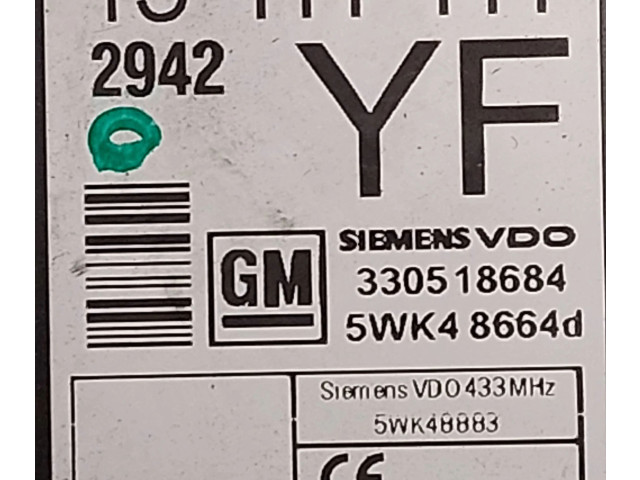 2942
YF
SIEMENS VDO
GM
330518684
5WK4 8664d
Siemens VDO 433MHz
5WK48883
CE